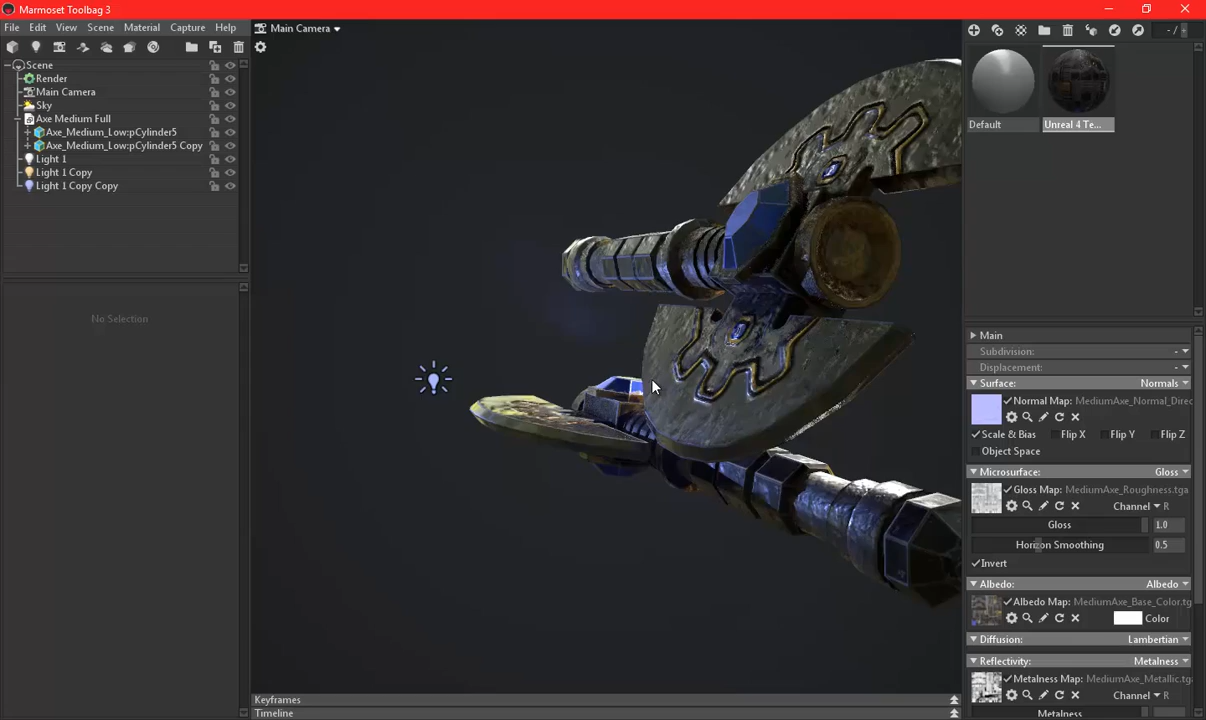 Marmoset Toolbag 3
File Edit View Scene Material Capture Help
Main Camera
- /
Scene
Render
Main Camera
Sky
Axe Medium Full
Axe_Medium_Low:pCylinder5
Axe_Medium_Low:pCylinder5 Copy
Light 1
Light 1 Copy
Light 1 Copy Copy
No Selection
Default
Unreal 4 Te...
Main
Subdivision: -
Displacement: -
Surface: Normals
Normal Map: MediumAxe_Normal_Direc
Scale & Bias Flip X Flip Y Flip Z
Object Space
Microsurface: Gloss
Gloss Map: MediumAxe_Roughness.tga
Channel R
Gloss 1.0
Horizon Smoothing 0.5
Invert
Albedo: Albedo
Albedo Map: MediumAxe_Base_Color.tg
Color
Diffusion: Lambertian
Reflectivity: Metalness
Metalness Map: MediumAxe_Metallic.tg
Channel R
Metalness
Keyframes
Timeline